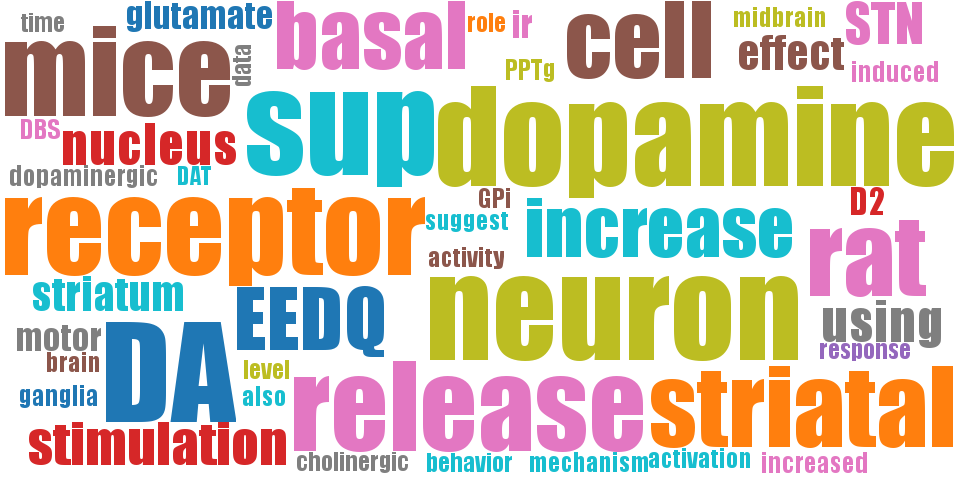 time
glutamate
basal
role
ir
cell
midbrain
STN
mice
data
PPTg
effect
induced
DBS
nucleus
sup
dopamine
dopaminergic
DAT
receptor
GPi
suggest
increase
D2
rat
activity
striatum
EEDQ
neuron
using
motor
DA
response
brain
level
release
striatal
ganglia
also
stimulation
cholinergic
behavior
mechanism
activation
increased